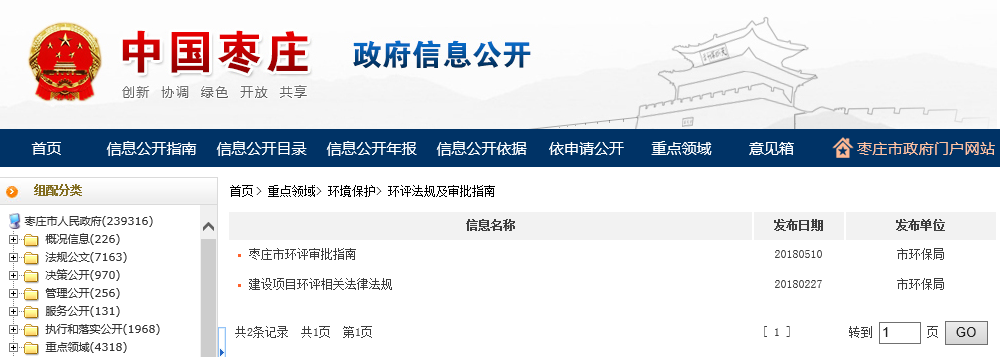 中国枣庄
政府信息公开
创新 协调 绿色 开放 共享
首页 信息公开指南 信息公开目录 信息公开年报 信息公开依据 依申请公开 重点领域 意见箱 枣庄市政府门户网站
组配分类
枣庄市人民政府(239316)
概况信息(226)
法规公文(7163)
决策公开(970)
管理公开(256)
服务公开(131)
执行和落实公开(1968)
重点领域(4318)
首页> 重点领域> 环境保护> 环评法规及审批指南
信息名称 发布日期 发布单位
枣庄市环评审批指南 20180510 市环保局
建设项目环评相关法律法规 20180227 市环保局
共2条记录 共1页 第1页 [ 1 ] 转到 1 页 GO